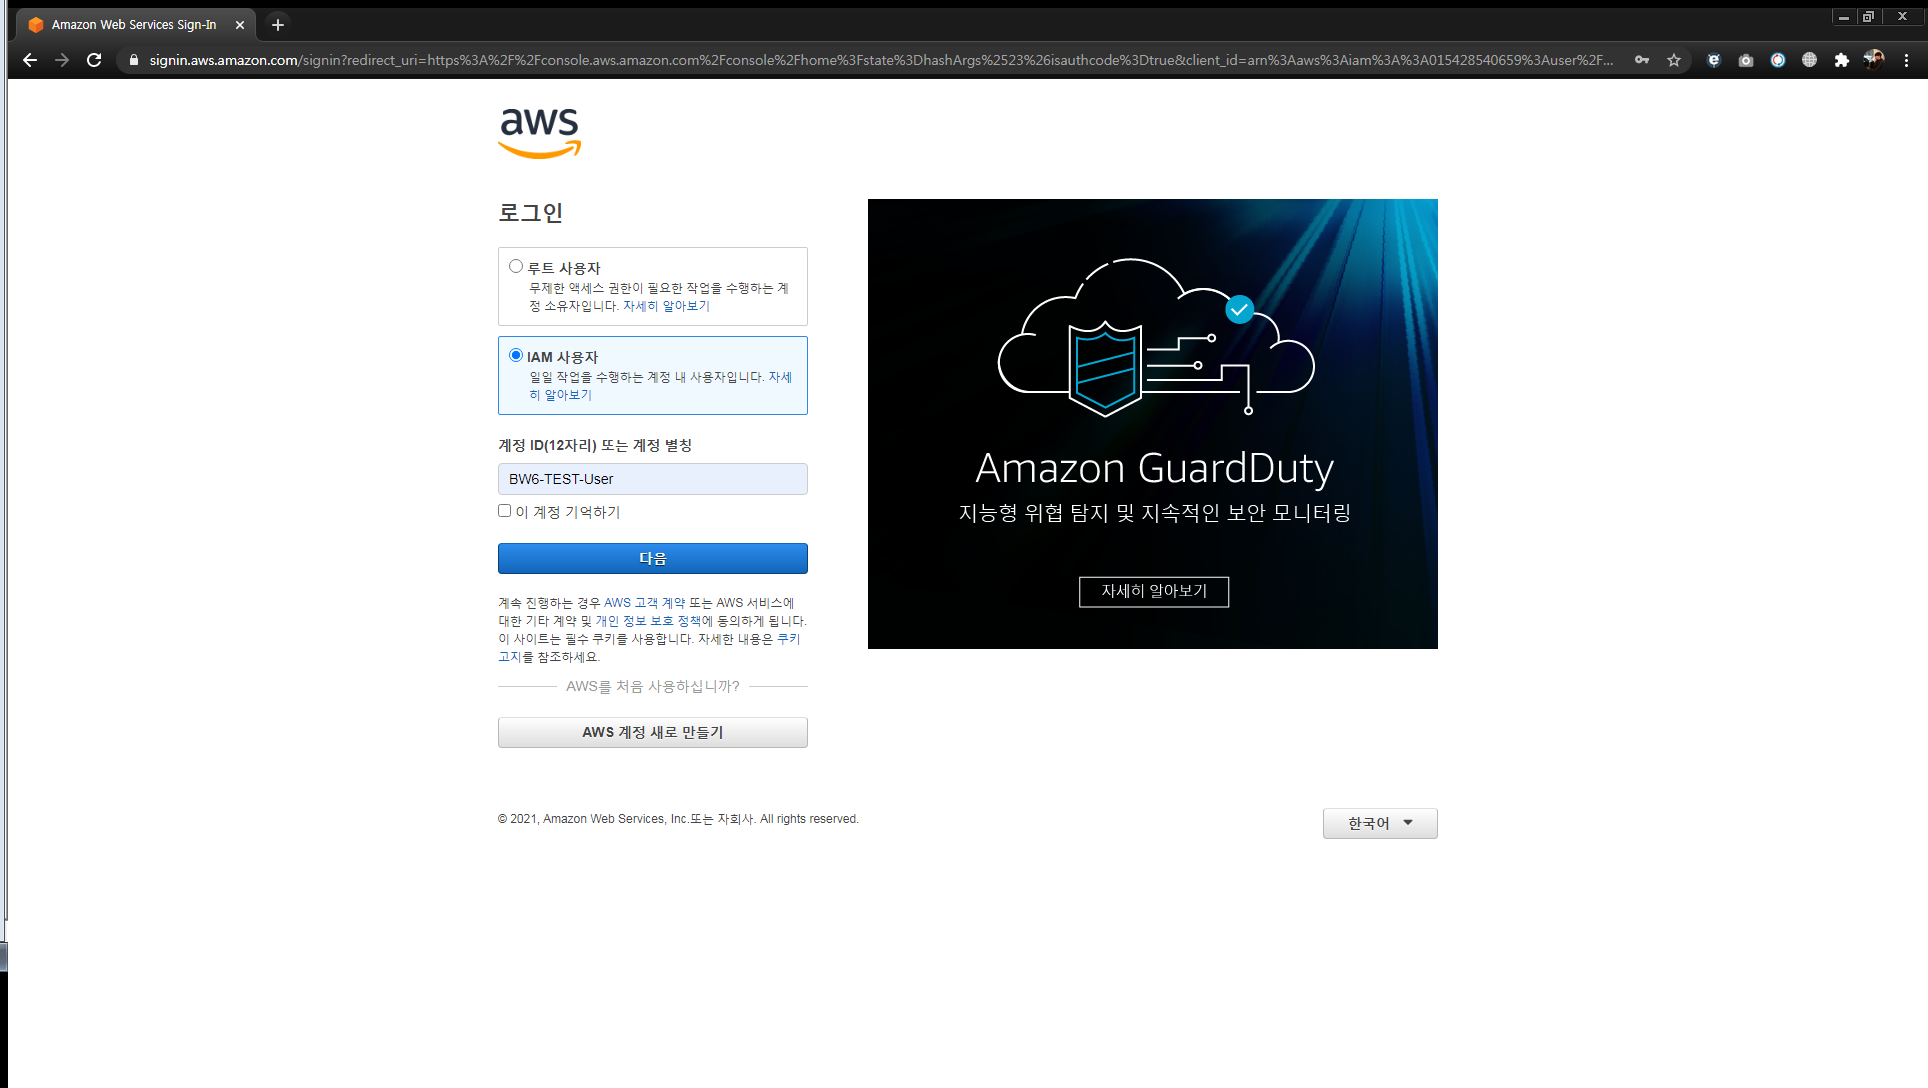 Amazon Web Services Sign-In
signin.aws.amazon.com/signin?redirect_uri=https%3A%2F%2Fconsole.aws.amazon.com%2Fconsole%2Fhome%3Fstate%3DhashArgs%2523%26isauthcode%3Dtrue&client_id=arn%3Aaws%3Aiam%3A%3A015428540659%3Auser%2F...
aws
로그인
루트 사용자
무제한 액세스 권한이 필요한 작업을 수행하는 계
정 소유자입니다. 자세히 알아보기
IAM 사용자
일일 작업을 수행하는 계정 내 사용자입니다. 자세
히 알아보기
계정 ID(12자리) 또는 계정 별칭
BW6-TEST-User
이 계정 기억하기
다음
계속 진행하는 경우 AWS 고객 계약 또는 AWS 서비스에
대한 기타 계약 및 개인 정보 보호 정책에 동의하게 됩니다.
이 사이트는 필수 쿠키를 사용합니다. 자세한 내용은 쿠키
고지를 참조하세요.
AWS를 처음 사용하십니까?
AWS 계정 새로 만들기
Amazon GuardDuty
지능형 위협 탐지 및 지속적인 보안 모니터링
자세히 알아보기
© 2021, Amazon Web Services, Inc.또는 자회사. All rights reserved.
한국어